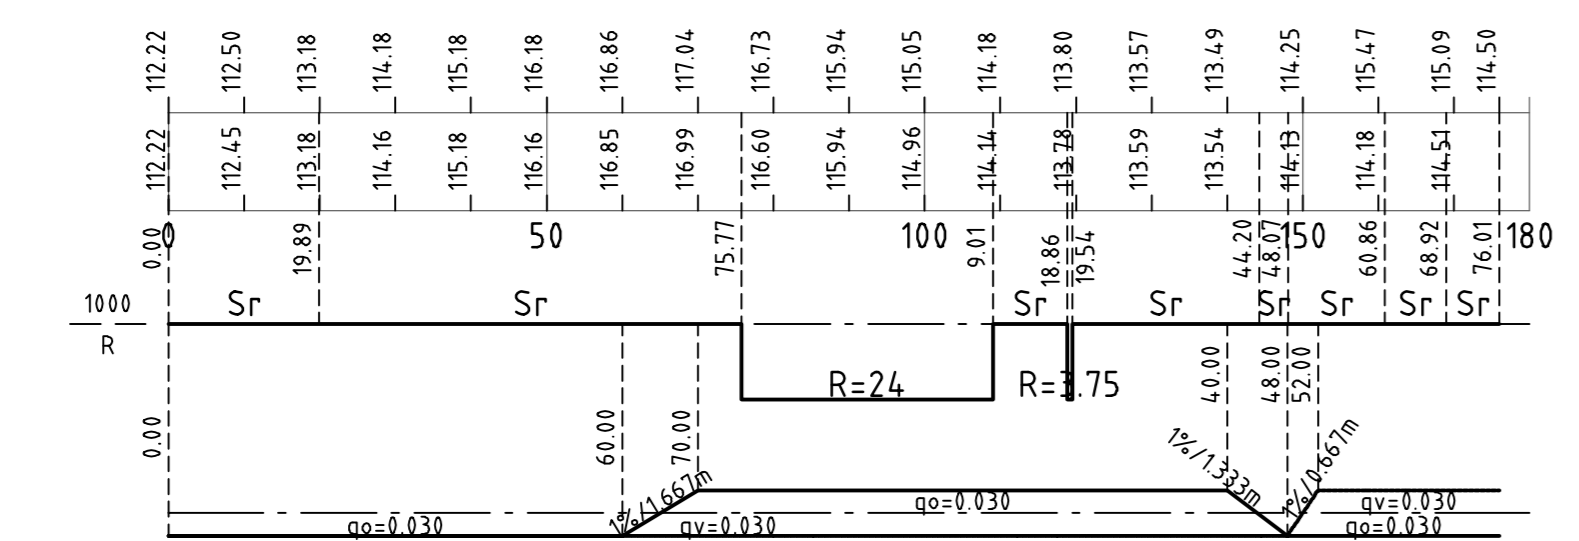 112.22 112.50 113.18 114.18 115.18 116.18 116.86 117.04 116.73 115.94 115.05 114.18 113.80 113.57 113.49 114.25 115.47 115.09 114.50
112.22 112.45 113.18 114.16 115.18 116.16 116.85 116.99 116.60 115.94 114.96 114.14 113.78 113.59 113.54 114.13 114.18 114.51
0 50 100 150 180
0.00 19.89 75.77 9.01 18.86 19.54 44.20 48.07 60.86 68.92 76.01
1000 Sr Sr Sr Sr Sr Sr Sr Sr
R
R=24 R=3.75
0.00 60.00 70.00 40.00 48.00 52.00
1%/1.667m 1%/1.333m 1%/0.667m
qo=0.030 qv=0.030
qo=0.030 qv=0.030 qo=0.030